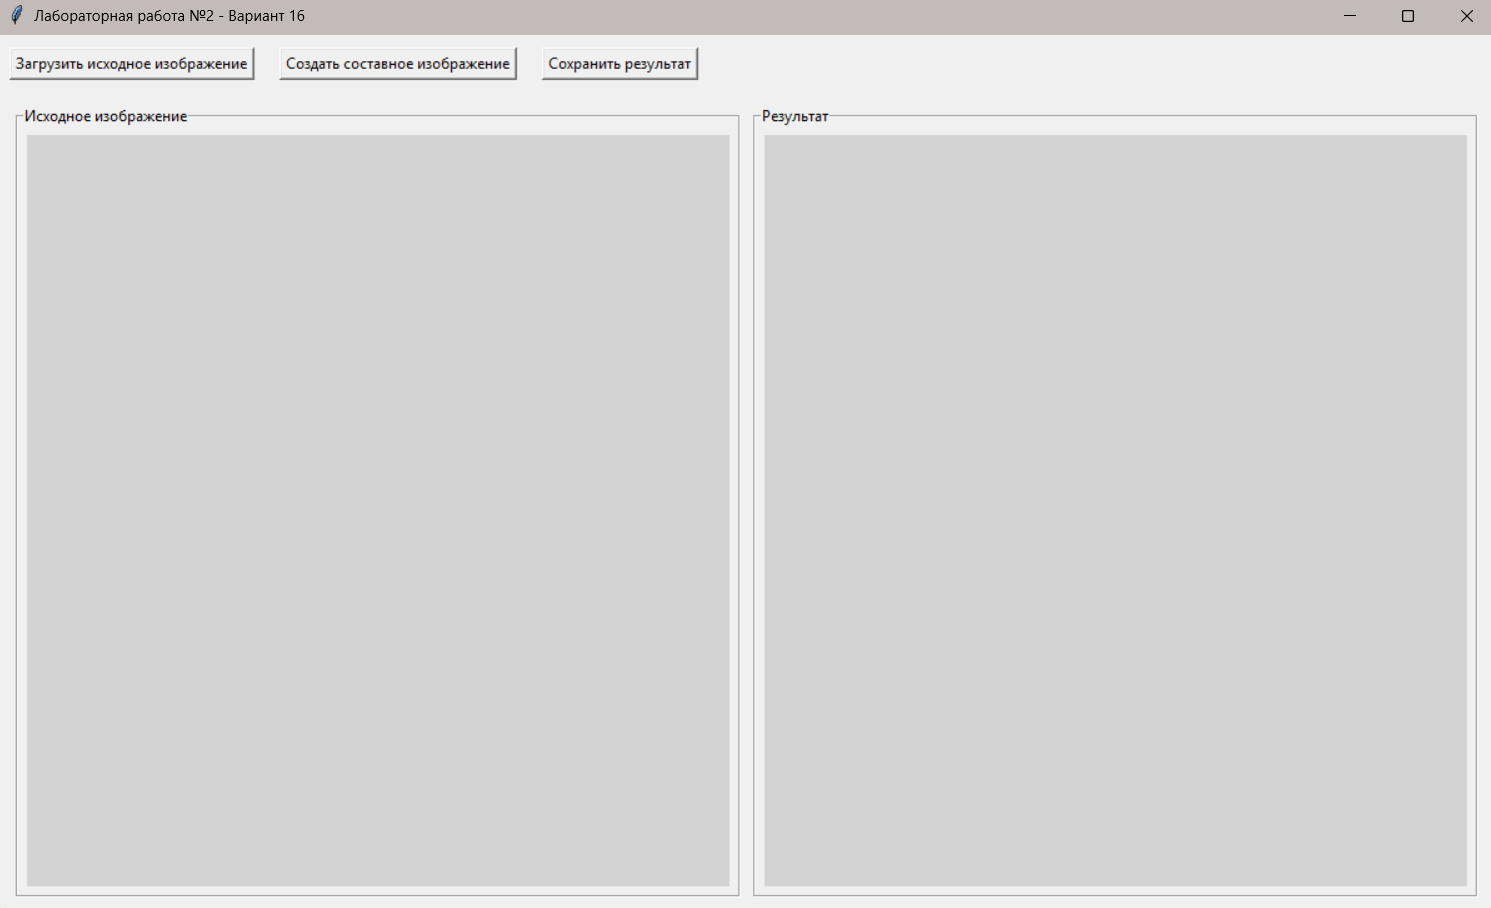 Лабораторная работа №2 - Вариант 16
Загрузить исходное изображение
Создать составное изображение
Сохранить результат
Исходное изображение
Результат